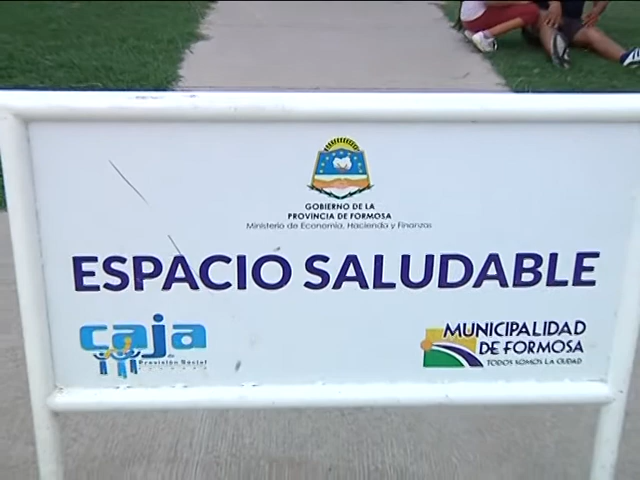 GOBIERNO DE LA
PROVINCIA DE FORMOSA
Ministerio de Economía, Hacienda y Finanzas
ESPACIO SALUDABLE
caja
de
Previsión Social
MUNICIPALIDAD
DE FORMOSA
TODOS SOMOS LA CIUDAD